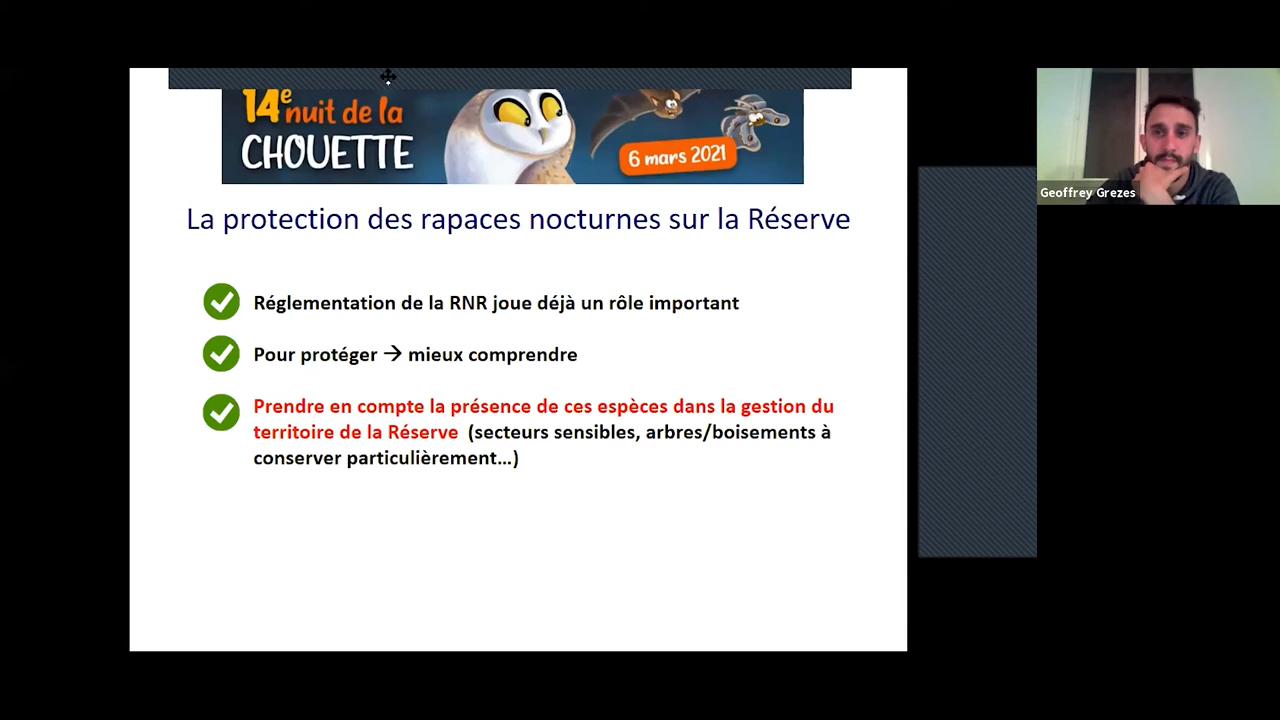 14e nuit de la
CHOUETTE
6 mars 2021
Geoffrey Grezes
La protection des rapaces nocturnes sur la Réserve
Réglementation de la RNR joue déjà un rôle important
Pour protéger → mieux comprendre
Prendre en compte la présence de ces espèces dans la gestion du
territoire de la Réserve (secteurs sensibles, arbres/boisements à
conserver particulièrement...)